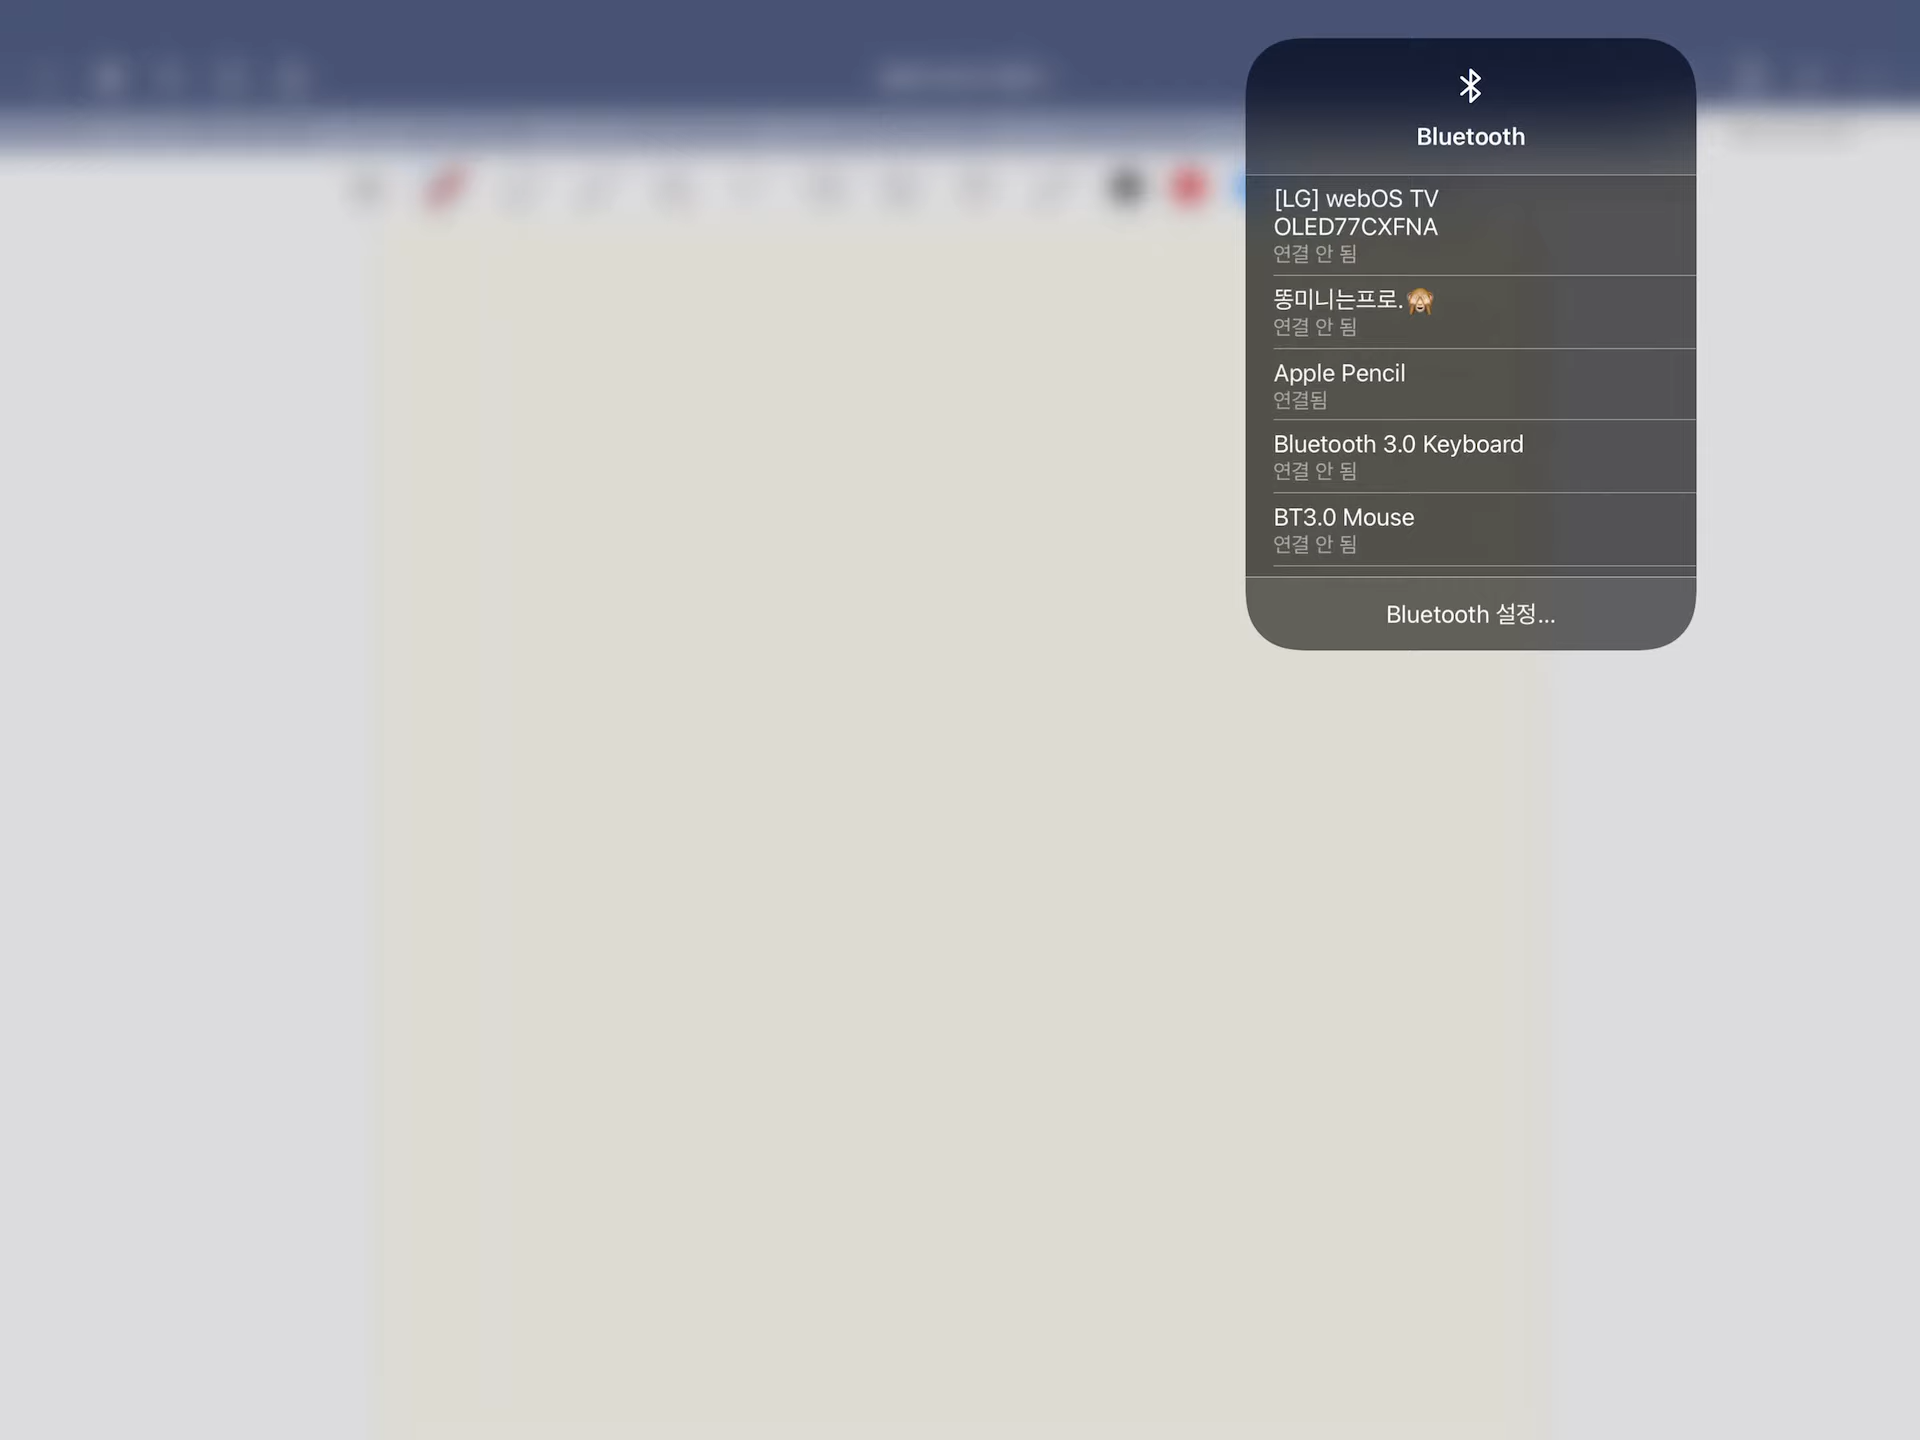 Bluetooth
[LG] webOS TV
OLED77CXFNA
연결 안 됨
똥미니는프로.🙈
연결 안 됨
Apple Pencil
연결됨
Bluetooth 3.0 Keyboard
연결 안 됨
BT3.0 Mouse
연결 안 됨
Bluetooth 설정...